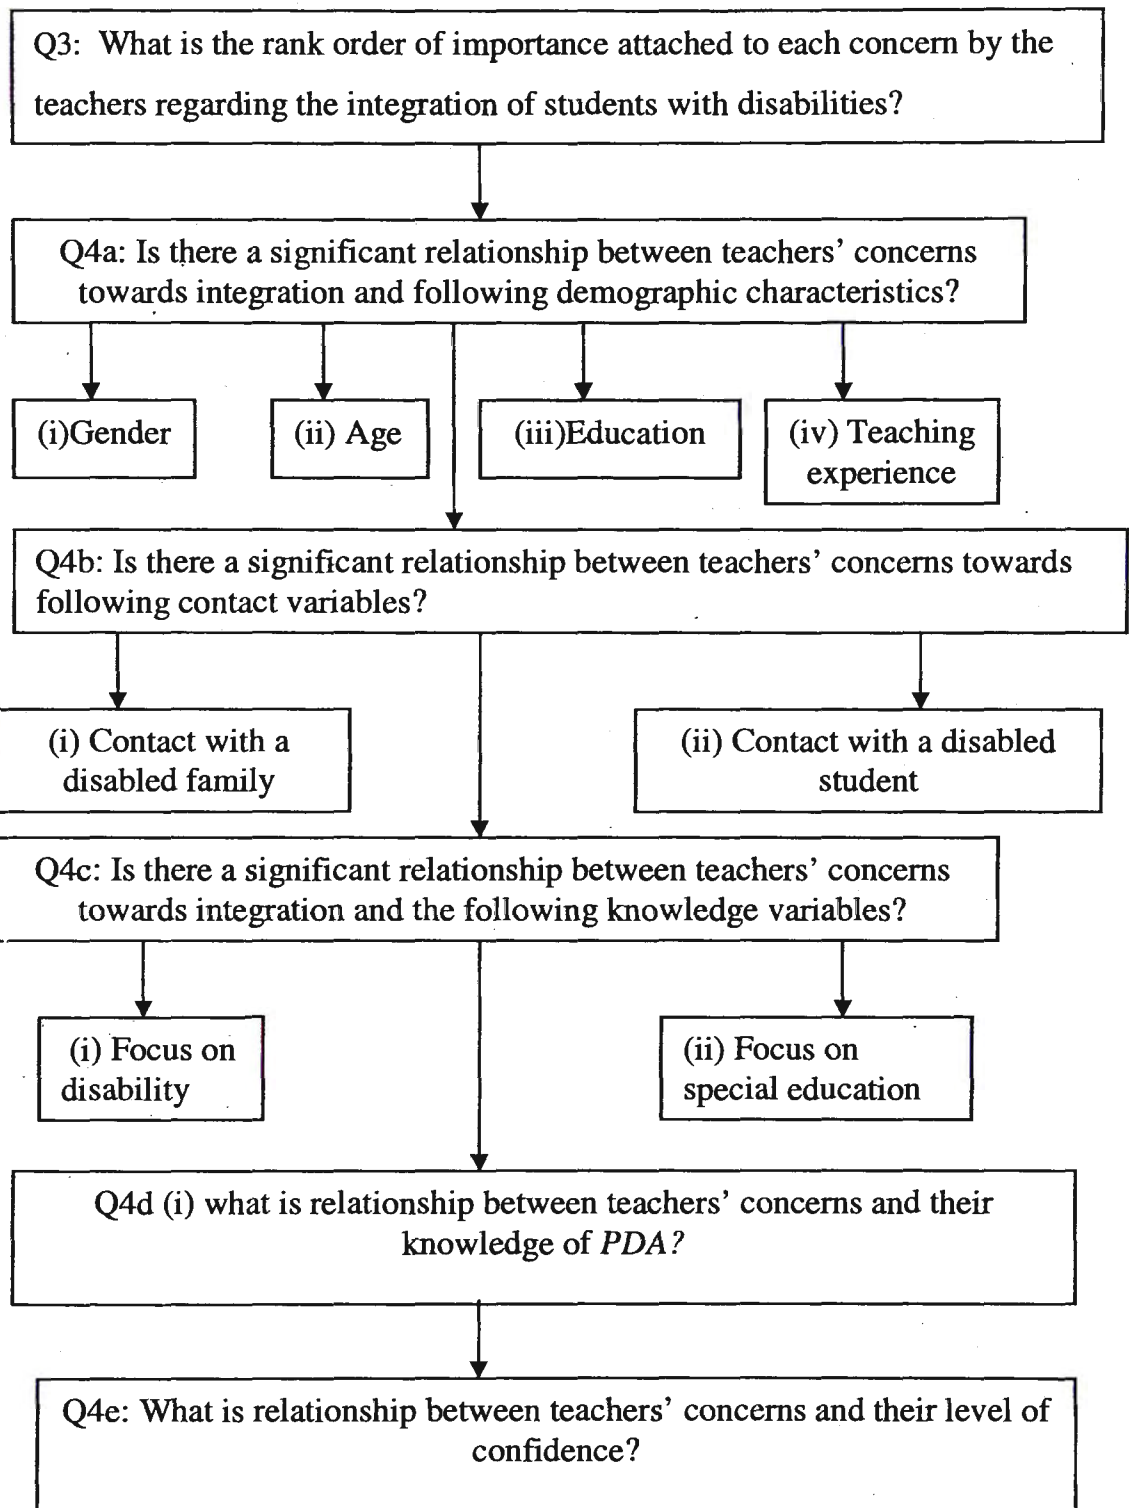 Q3: What is the rank order of importance attached to each concern by the
teachers regarding the integration of students with disabilities?
Q4a: Is there a significant relationship between teachers’ concerns
towards integration and following demographic characteristics?
(i)Gender
(ii) Age
(iii)Education
(iv) Teaching
experience
Q4b: Is there a significant relationship between teachers’ concerns towards
following contact variables?
(i) Contact with a
disabled family
(ii) Contact with a disabled
student
Q4c: Is there a significant relationship between teachers’ concerns
towards integration and the following knowledge variables?
(i) Focus on
disability
(ii) Focus on
special education
Q4d (i) what is relationship between teachers’ concerns and their
knowledge of PDA?
Q4e: What is relationship between teachers’ concerns and their level of
confidence?